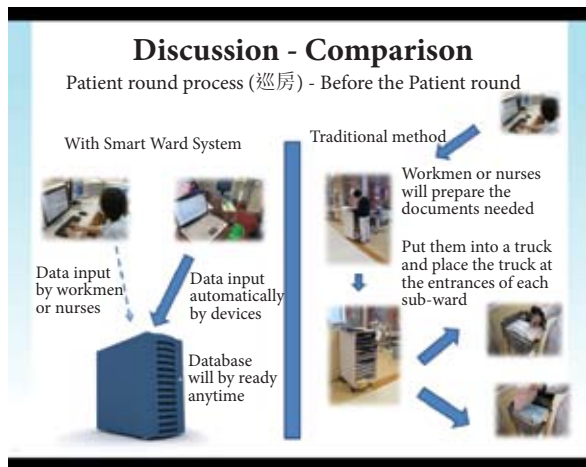 Discussion - Comparison
Patient round process (巡房) - Before the Patient round
With Smart Ward System
Data input
by workmen
or nurses
Data input
automatically
by devices
Database
will by ready
anytime
Traditional method
Workmen or nurses
will prepare the
documents needed
Put them into a truck
and place the truck at
the entrances of each
sub-ward